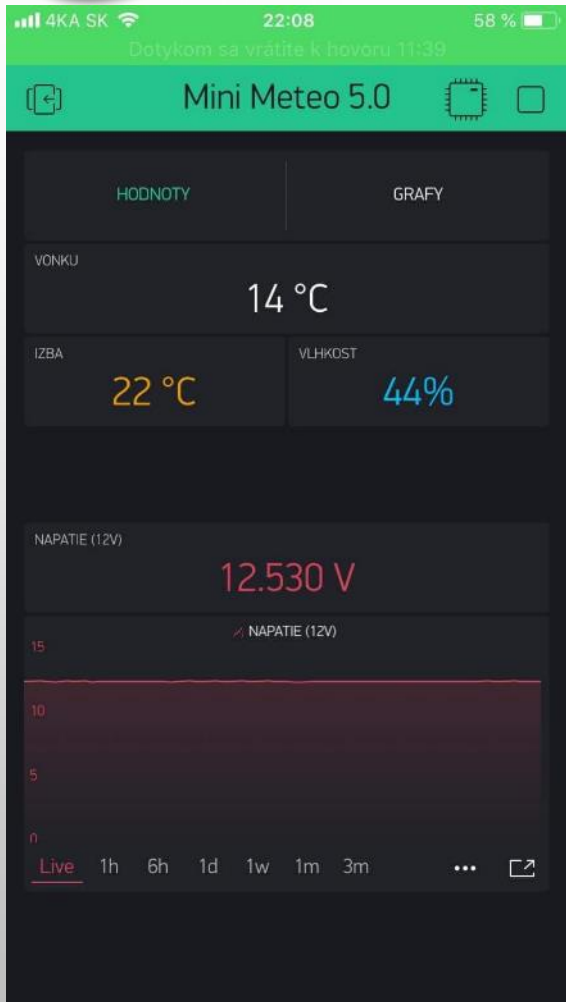 4KA SK 22:08 58 %
Dotykom sa vrátite k hovoru 11:39
Mini Meteo 5.0
HODNOTY GRAFY
VONKU
14 °C
IZBA VLHKOST
22 °C 44%
NAPATIE (12V)
12.530 V
NAPATIE (12V)
15
10
5
0
Live 1h 6h 1d 1w 1m 3m